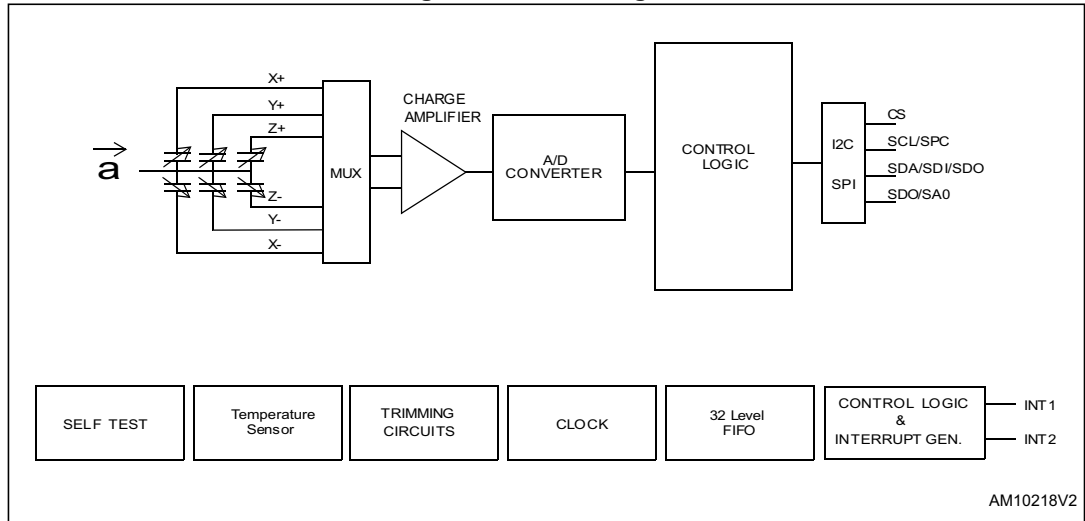 X+
Y+
Z+
a
Z-
Y-
X-
MUX
CHARGE
AMPLIFIER
A/D
CONVERTER
CONTROL
LOGIC
I2C
SPI
CS
SCL/SPC
SDA/SDI/SDO
SDO/SA0
SELF TEST
Temperature
Sensor
TRIMMING
CIRCUITS
CLOCK
32 Level
FIFO
CONTROL LOGIC
&
INTERRUPT GEN.
INT1
INT2
AM10218V2